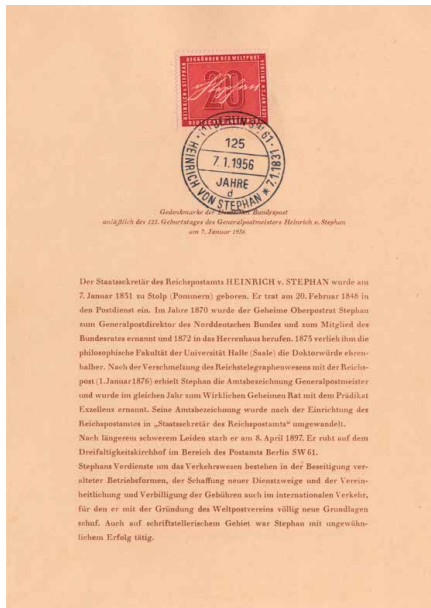 HEINRICH v. STEPHAN
BEGRÜNDER DES WELTPOSTVEREINS
20
Stephan
DEUTSCHE BUNDESPOST
(1) BERLIN SW 61
125
7. 1. 1956
JAHRE
d
HEINRICH VON STEPHAN * 7.1.1831
Gedenkmarke der Deutschen Bundespost
anläßlich des 125. Geburtstages des Generalpostmeisters Heinrich v. Stephan
am 7. Januar 1956
Der Staatssekretär des Reichspostamts HEINRICH v. STEPHAN wurde am
7. Januar 1831 zu Stolp (Pommern) geboren. Er trat am 20. Februar 1848 in
den Postdienst ein. Im Jahre 1870 wurde der Geheime Oberpostrat Stephan
zum Generalpostdirektor des Norddeutschen Bundes und zum Mitglied des
Bundesrates ernannt und 1872 in das Herrenhaus berufen. 1873 verlieh ihm die
philosophische Fakultät der Universität Halle (Saale) die Doktorwürde ehren-
halber. Nach der Verschmelzung des Reichstelegraphenwesens mit der Reichs-
post (1. Januar 1876) erhielt Stephan die Amtsbezeichnung Generalpostmeister
und wurde im gleichen Jahr zum Wirklichen Geheimen Rat mit dem Prädikat
Exzellenz ernannt. Seine Amtsbezeichnung wurde nach der Einrichtung des
Reichspostamtes in „Staatssekretär des Reichspostamts" umgewandelt.
Nach längerem schwerem Leiden starb er am 8. April 1897. Er ruht auf dem
Dreifaltigkeitskirchhof im Bereich des Postamts Berlin SW 61.
Stephans Verdienste um das Verkehrswesen bestehen in der Beseitigung ver-
alteter Betriebsformen, der Schaffung neuer Dienstzweige und der Verein-
heitlichung und Verbilligung der Gebühren auch im internationalen Verkehr,
für den er mit der Gründung des Weltpostvereins völlig neue Grundlagen
schuf. Auch auf schriftstellerischem Gebiet war Stephan mit ungewöhn-
lichem Erfolg tätig.